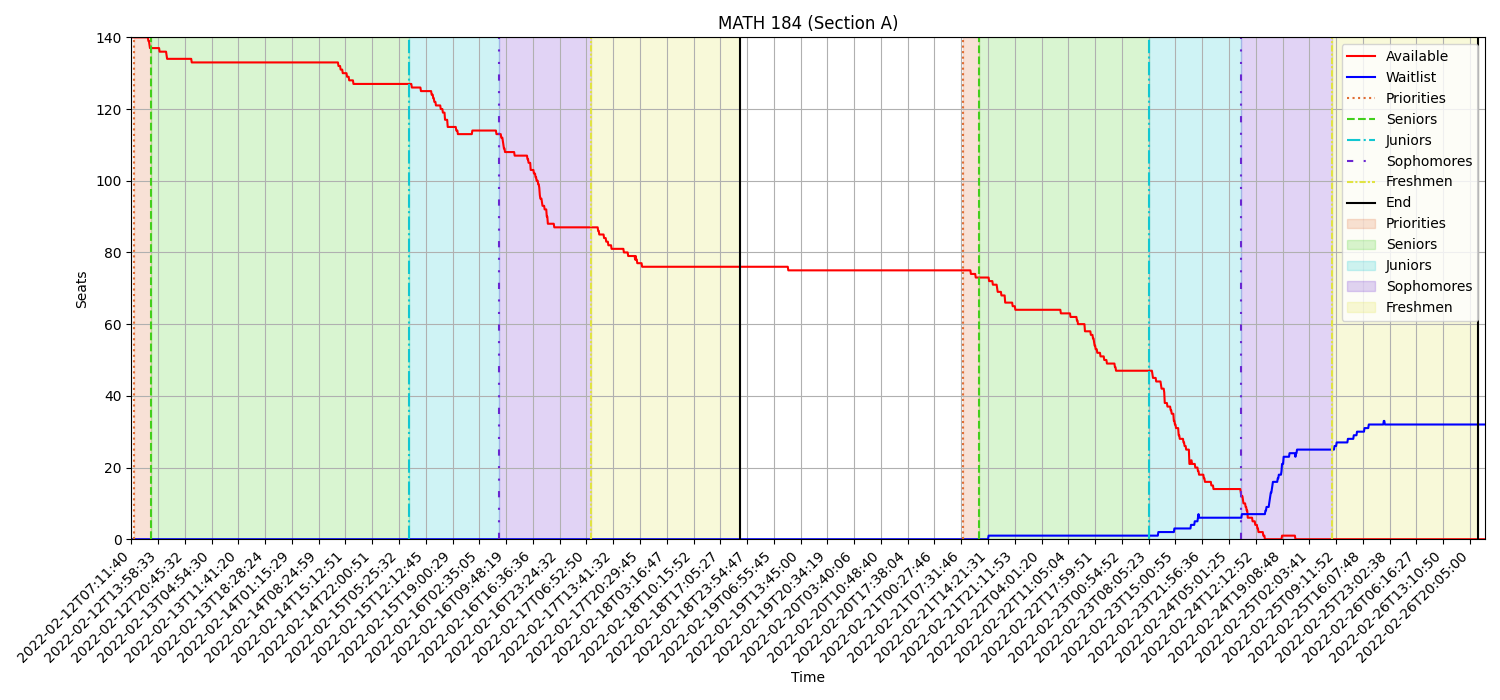 MATH 184 (Section A)
140
120
100
80
60
40
20
0
Seats
Available
Waitlist
Priorities
Seniors
Juniors
Sophomores
Freshmen
End
Priorities
Seniors
Juniors
Sophomores
Freshmen
2022-02-12T07:11:40
2022-02-12T13:58:33
2022-02-12T20:45:32
2022-02-13T04:54:30
2022-02-13T11:41:20
2022-02-13T18:28:24
2022-02-14T01:15:29
2022-02-14T08:24:59
2022-02-14T15:12:51
2022-02-14T22:00:51
2022-02-15T05:25:32
2022-02-15T12:12:45
2022-02-15T19:00:29
2022-02-16T02:35:05
2022-02-16T09:48:19
2022-02-16T16:36:36
2022-02-16T23:24:32
2022-02-17T06:52:50
2022-02-17T13:41:32
2022-02-17T20:29:45
2022-02-18T03:16:47
2022-02-18T10:15:52
2022-02-18T17:05:27
2022-02-18T23:54:47
2022-02-19T06:55:45
2022-02-19T13:45:00
2022-02-19T20:34:19
2022-02-20T03:40:06
2022-02-20T10:48:40
2022-02-20T17:38:04
2022-02-21T00:27:46
2022-02-21T07:31:46
2022-02-21T14:21:31
2022-02-21T21:11:53
2022-02-22T04:01:20
2022-02-22T11:05:04
2022-02-22T17:59:51
2022-02-23T00:54:52
2022-02-23T08:05:23
2022-02-23T15:00:55
2022-02-23T21:56:36
2022-02-24T05:01:25
2022-02-24T12:12:52
2022-02-24T19:08:48
2022-02-25T02:03:41
2022-02-25T09:11:52
2022-02-25T16:07:48
2022-02-25T23:02:38
2022-02-26T06:16:27
2022-02-26T13:10:50
2022-02-26T20:05:00
Time